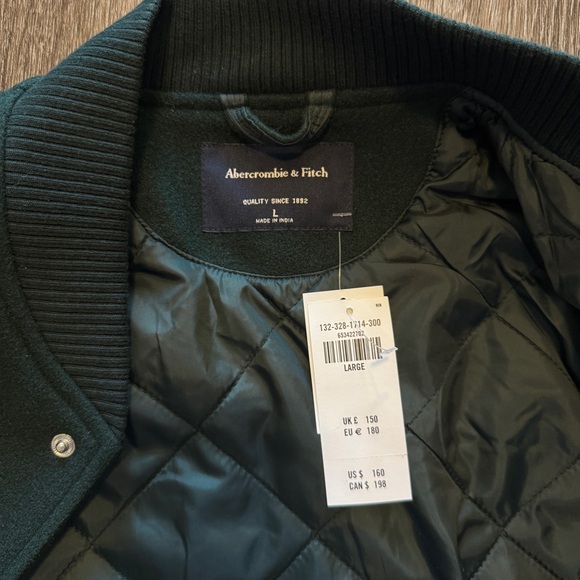 Abercrombie & Fitch
QUALITY SINCE 1892
L
MADE IN INDIA
132-328-1714-300
653422702
LARGE
UK £ 150
EU € 180
US $ 160
CAN $ 198